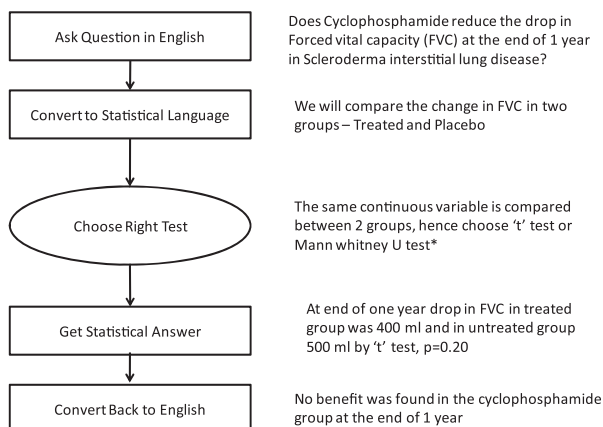 Ask Question in English
Does Cyclophosphamide reduce the drop in
Forced vital capacity (FVC) at the end of 1 year
in Scleroderma interstitial lung disease?
Convert to Statistical Language
We will compare the change in FVC in two
groups – Treated and Placebo
Choose Right Test
The same continuous variable is compared
between 2 groups, hence choose ‘t’ test or
Mann whitney U test*
Get Statistical Answer
At end of one year drop in FVC in treated
group was 400 ml and in untreated group
500 ml by ‘t’ test, p=0.20
Convert Back to English
No benefit was found in the cyclophosphamide
group at the end of 1 year